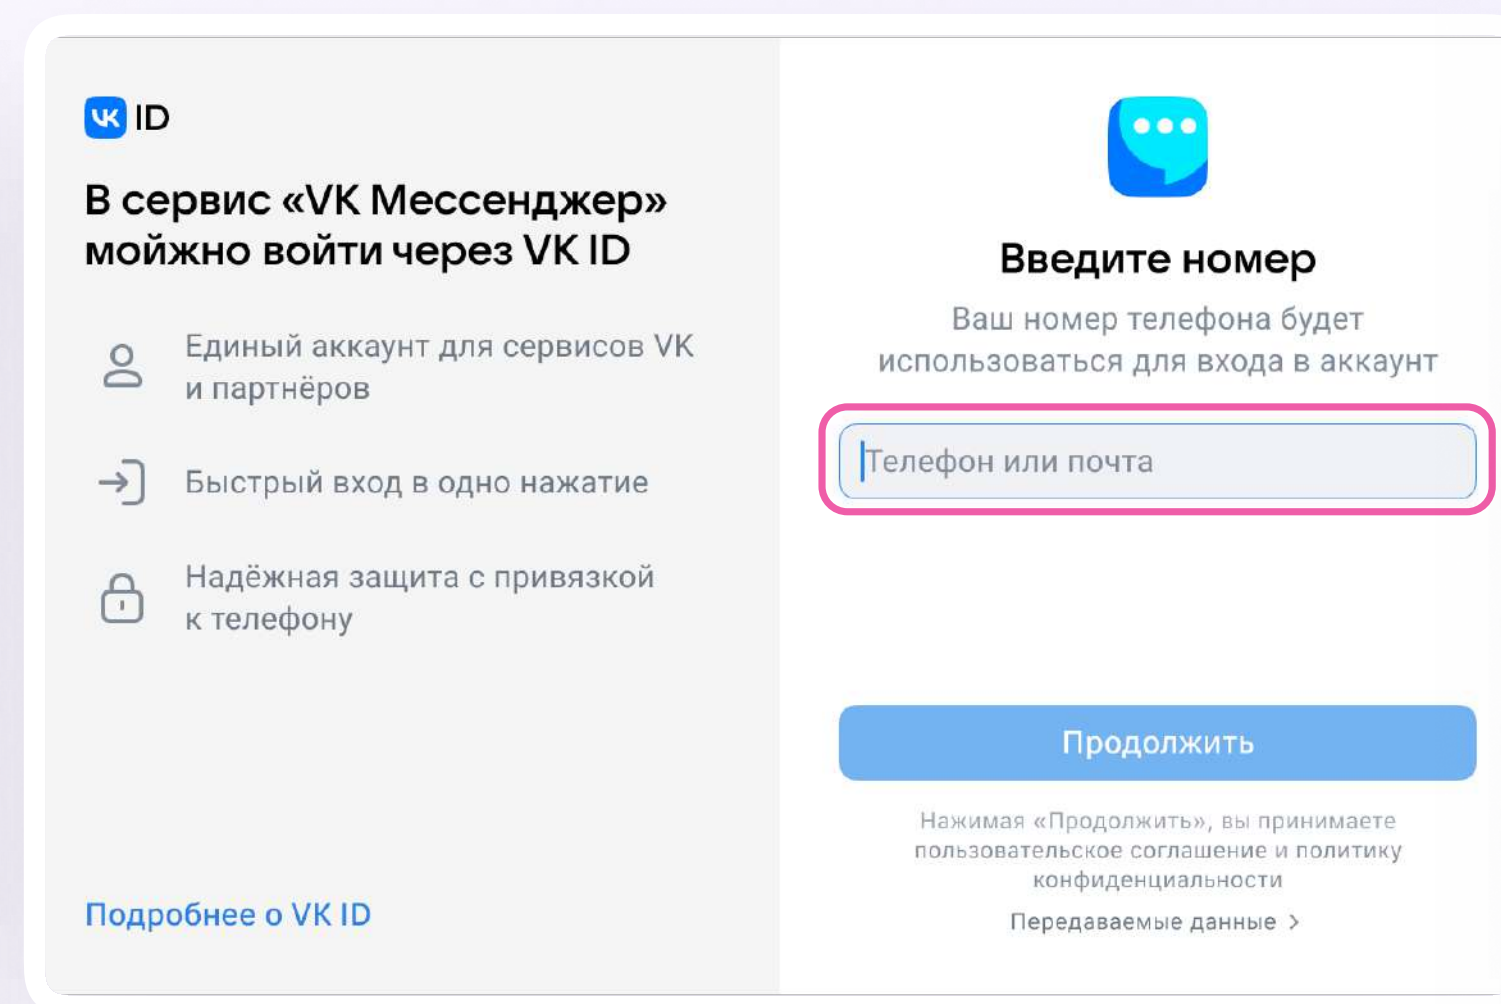 VK ID
В сервис «VK Мессенджер»
мойжно войти через VK ID
Единый аккаунт для сервисов VK
и партнёров
Быстрый вход в одно нажатие
Надёжная защита с привязкой
к телефону
Подробнее о VK ID
Введите номер
Ваш номер телефона будет
использоваться для входа в аккаунт
Телефон или почта
Продолжить
Нажимая «Продолжить», вы принимаете
пользовательское соглашение и политику
конфиденциальности
Передаваемые данные >